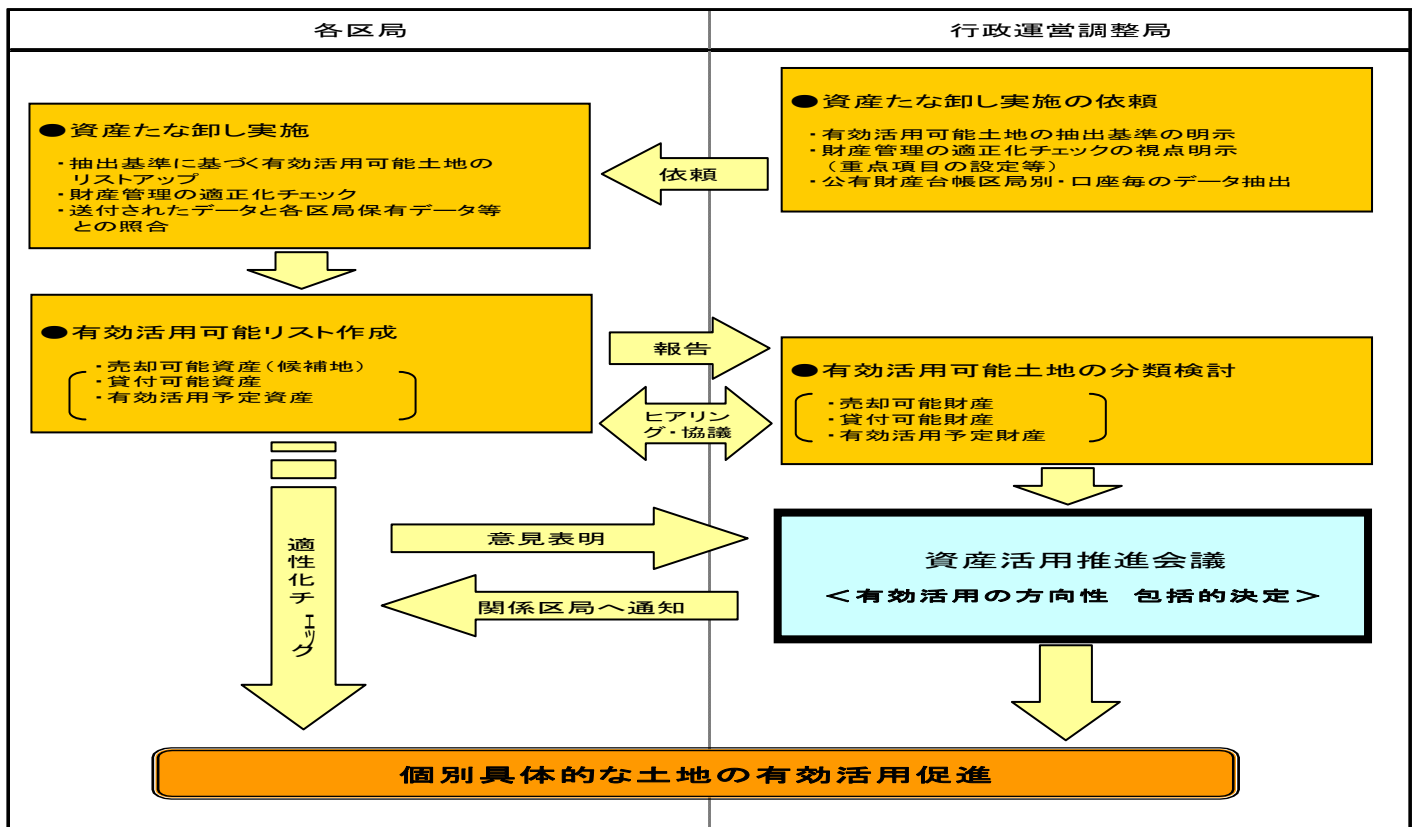 各区局
行政運営調整局
●資産たな卸し実施の依頼
・有効活用可能土地の抽出基準の明示
・財産管理の適正化チェックの視点明示
（重点項目の設定等）
・公有財産台帳区局別・口座毎のデータ抽出
依頼
●資産たな卸し実施
・抽出基準に基づく有効活用可能土地の
リストアップ
・財産管理の適正化チェック
・送付されたデータと各区局保有データ等
との照合
●有効活用可能リスト作成
・売却可能資産（候補地）
・貸付可能資産
・有効活用予定資産
報告
ヒアリン
グ・協議
●有効活用可能土地の分類検討
・売却可能財産
・貸付可能財産
・有効活用予定財産
適性化チェック
意見表明
関係区局へ通知
資産活用推進会議
＜有効活用の方向性　包括的決定＞
個別具体的な土地の有効活用促進